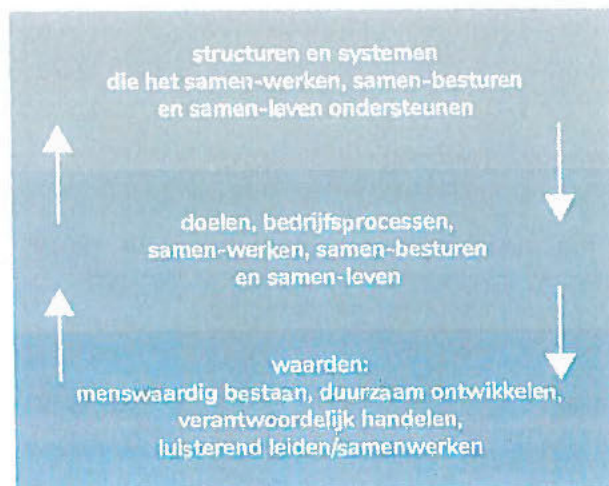 structuren en systemen
die het samen-werken, samen-besturen
en samen-leven ondersteunen
doelen, bedrijfsprocessen,
samen-werken, samen-besturen
en samen-leven
waarden:
menswaardig bestaan, duurzaam ontwikkelen,
verantwoordelijk handelen,
luisterend leiden/samenwerken